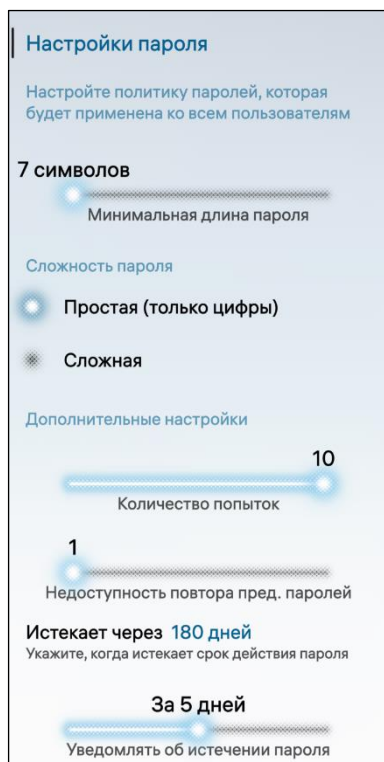 Настройки пароля
Настройте политику паролей, которая
будет применена ко всем пользователям
7 символов
Минимальная длина пароля
Сложность пароля
Простая (только цифры)
Сложная
Дополнительные настройки
10
Количество попыток
1
Недоступность повтора пред. паролей
Истекает через 180 дней
Укажите, когда истекает срок действия пароля
За 5 дней
Уведомлять об истечении пароля